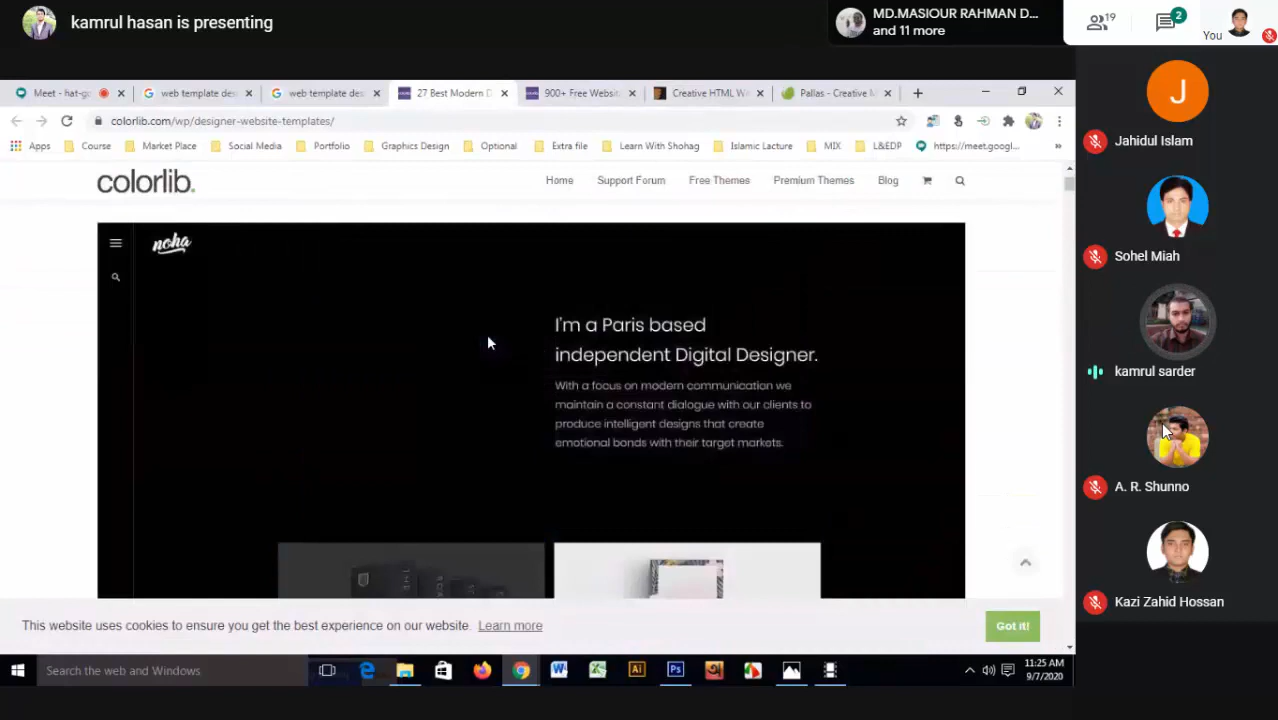 kamrul hasan is presenting
MD.MASIOUR RAHMAN D...
and 11 more
19
2
You
Meet - hat-go
web template des
web template des
27 Best Modern D
900+ Free Websit
Creative HTML W
Pallas - Creative M
colorlib.com/wp/designer-website-templates/
Apps
Course
Market Place
Social Media
Portfolio
Graphics Design
Optional
Extra file
Learn With Shohag
Islamic Lacture
MIX
L&EDP
https://meet.googl...
»
colorlib.
Home
Support Forum
Free Themes
Premium Themes
Blog
noha
I'm a Paris based
independent Digital Designer.
With a focus on modern communication we
maintain a constant dialogue with our clients to
produce intelligent designs that create
emotional bonds with their target markets.
This website uses cookies to ensure you get the best experience on our website. Learn more
Got it!
Search the web and Windows
Ai
Ps
11:25 AM
9/7/2020
J
Jahidul Islam
Sohel Miah
kamrul sarder
A. R. Shunno
Kazi Zahid Hossan